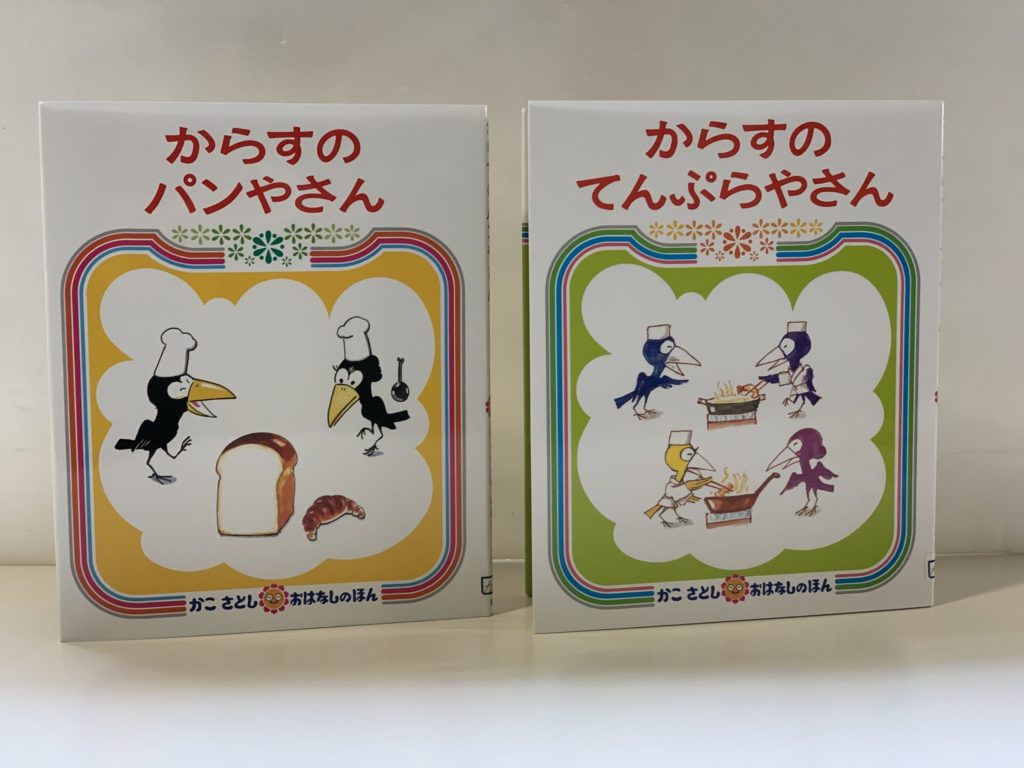 からすの
パンやさん
かこ さとし おはなしのほん
からすの
てんぷらやさん
かこ さとし おはなしのほん